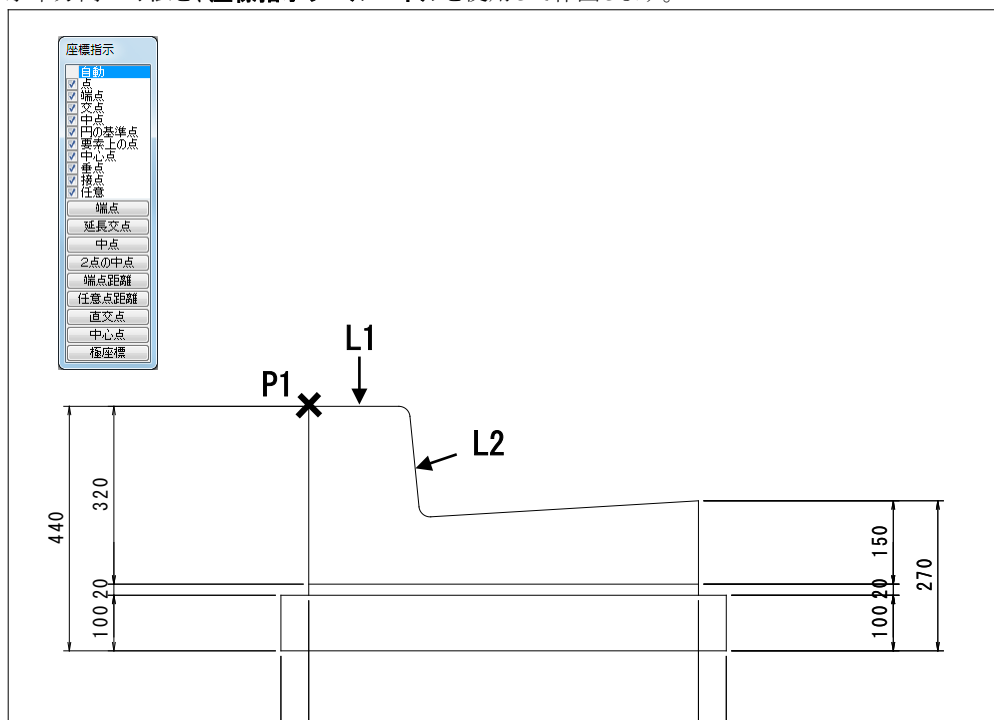 座標指示
自動
点
端点
交点
中点
円の基準点
要素上の点
中心点
垂点
接点
任意
端点
延長交点
中点
2点の中点
端点距離
任意点距離
直交点
中心点
極座標
L1
P1
L2
440
320
20
100
150
20
100
270